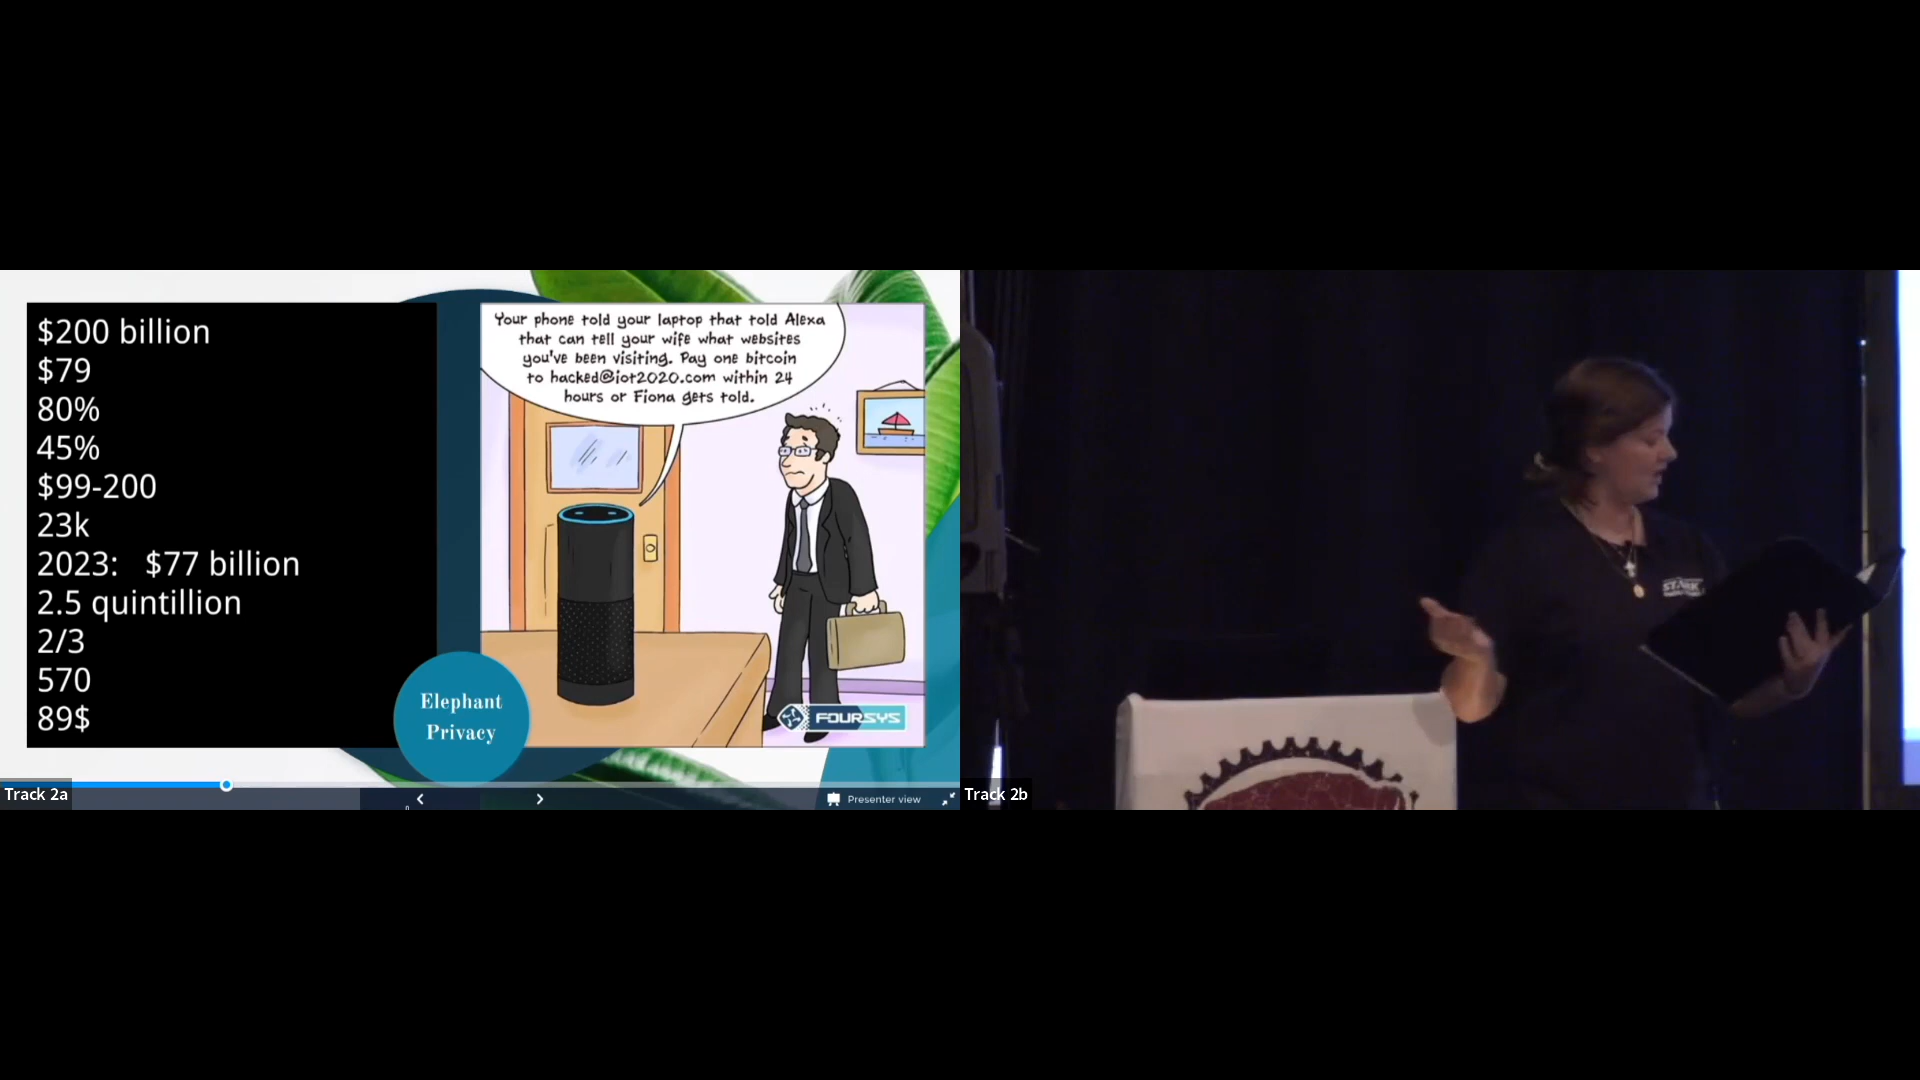 $200 billion
$79
80%
45%
$99-200
23k
2023:   $77 billion
2.5 quintillion
2/3
570
89$
Your phone told your laptop that told Alexa
that can tell your wife what websites
you've been visiting. Pay one bitcoin
to hacked@iot2020.com within 24
hours or Fiona gets told.
FOURSYS
Elephant
Privacy
Presenter view
Track 2a
STARK
Track 2b